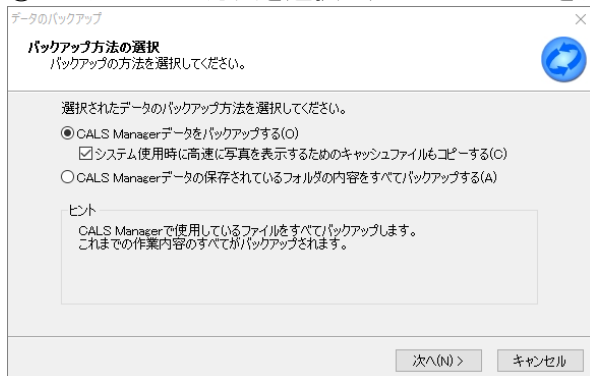 データのバックアップ
バックアップ方法の選択
バックアップの方法を選択してください。
選択されたデータのバックアップ方法を選択してください。
CALS Managerデータをバックアップする(O)
システム使用時に高速に写真を表示するためのキャッシュファイルもコピーする(C)
CALS Managerデータの保存されているフォルダの内容をすべてバックアップする(A)
ヒント
CALS Managerで使用しているファイルをすべてバックアップします。
これまでの作業内容のすべてがバックアップされます。
次へ(N) >
キャンセル